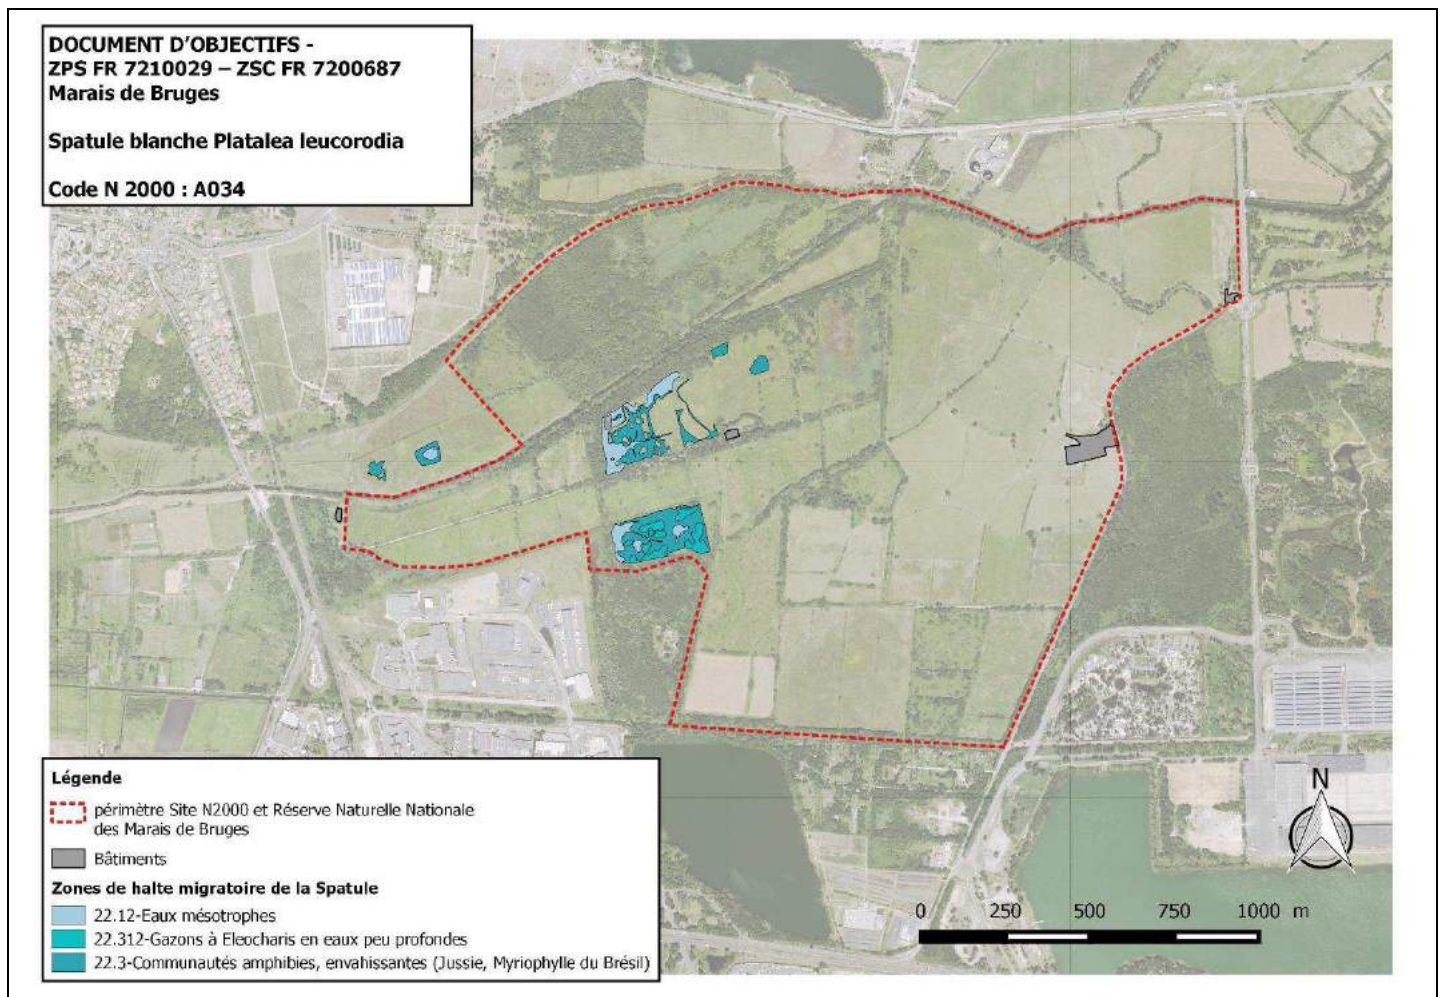 DOCUMENT D'OBJECTIFS -
ZPS FR 7210029 – ZSC FR 7200687
Marais de Bruges
Spatule blanche Platalea leucorodia
Code N 2000 : A034
Légende
périmètre Site N2000 et Réserve Naturelle Nationale
des Marais de Bruges
Bâtiments
Zones de halte migratoire de la Spatule
22.12-Eaux mésotrophes
22.312-Gazons à Eleocharis en eaux peu profondes
22.3-Communautés amphibies, envahissantes (Jussie, Myriophylle du Brésil)
N
0 250 500 750 1000 m